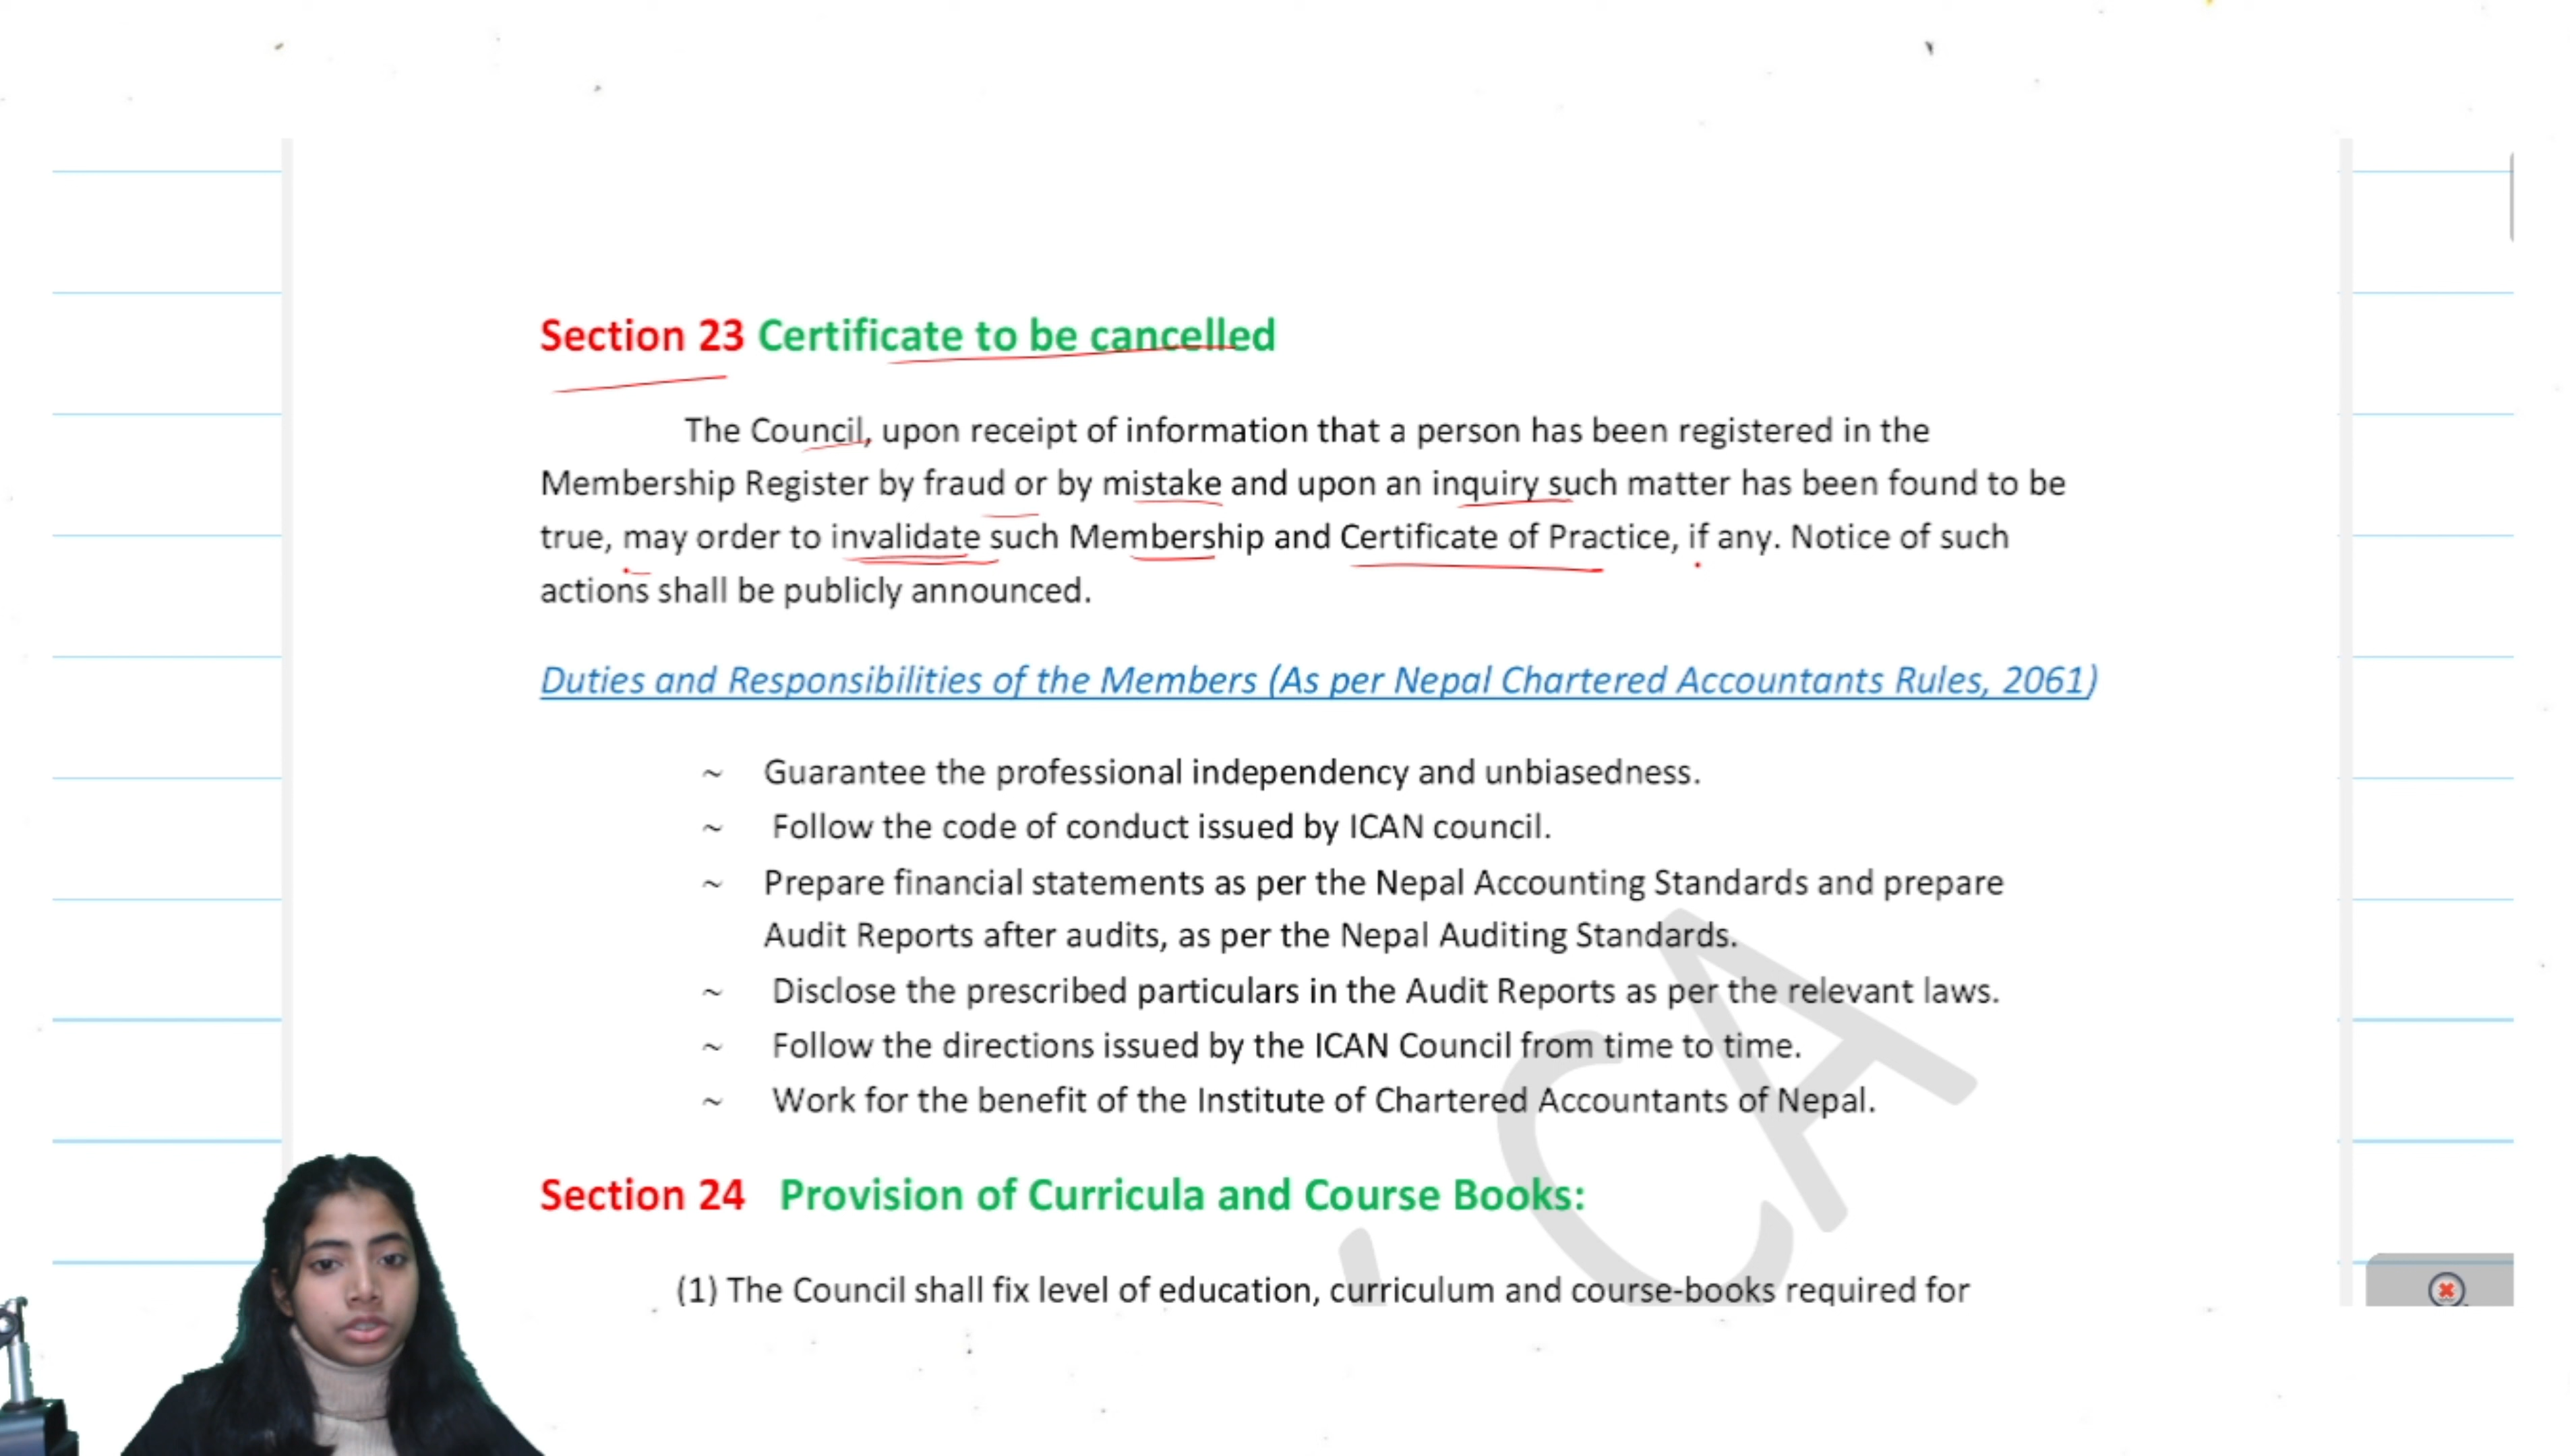 Section 23 Certificate to be cancelled
The Council, upon receipt of information that a person has been registered in the
Membership Register by fraud or by mistake and upon an inquiry such matter has been found to be
true, may order to invalidate such Membership and Certificate of Practice, if any. Notice of such
actions shall be publicly announced.
Duties and Responsibilities of the Members (As per Nepal Chartered Accountants Rules, 2061)
~ Guarantee the professional independency and unbiasedness.
~ Follow the code of conduct issued by ICAN council.
~ Prepare financial statements as per the Nepal Accounting Standards and prepare
Audit Reports after audits, as per the Nepal Auditing Standards.
~ Disclose the prescribed particulars in the Audit Reports as per the relevant laws.
~ Follow the directions issued by the ICAN Council from time to time.
~ Work for the benefit of the Institute of Chartered Accountants of Nepal.
CA
Section 24 Provision of Curricula and Course Books:
(1) The Council shall fix level of education, curriculum and course-books required for